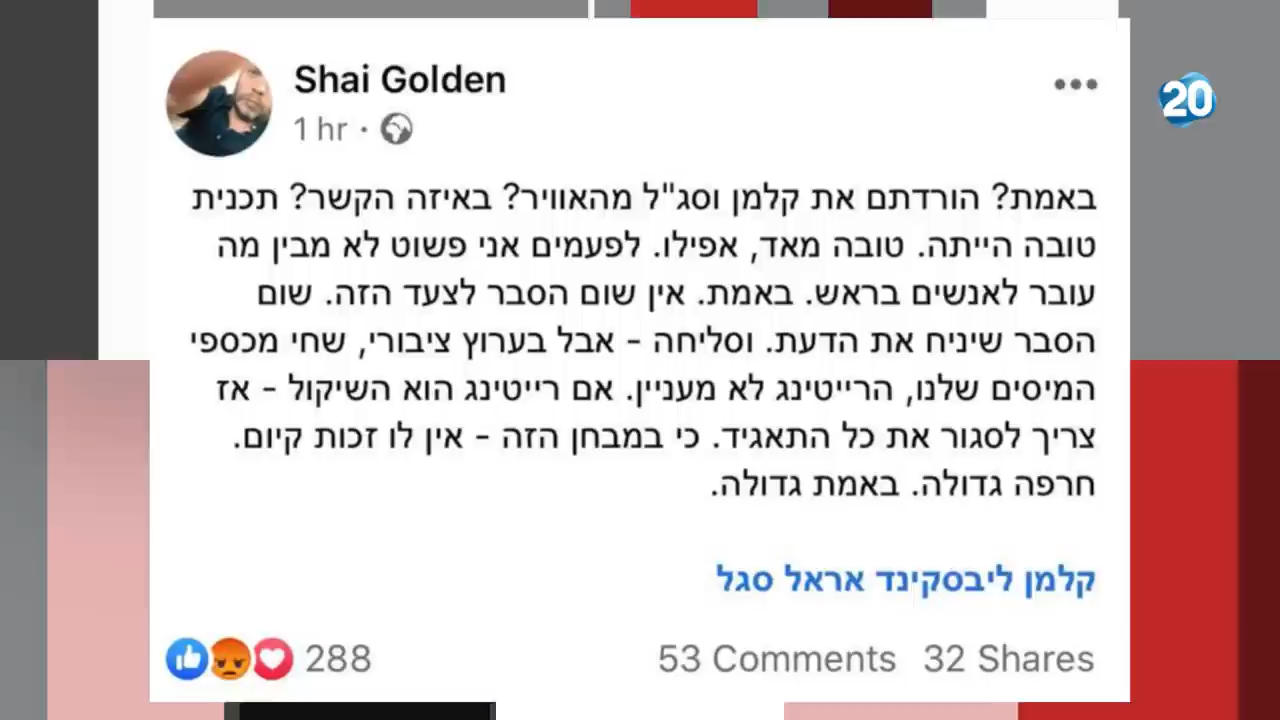 Shai Golden
1 hr ·
20
באמת? הורדתם את קלמן וסג"ל מהאוויר? באיזה הקשר? תכנית
טובה הייתה. טובה מאד, אפילו. לפעמים אני פשוט לא מבין מה
עובר לאנשים בראש. באמת. אין שום הסבר לצעד הזה. שום
הסבר שיניח את הדעת. וסליחה - אבל בערוץ ציבורי, שחי מכספי
המיסים שלנו, הרייטינג לא מעניין. אם רייטינג הוא השיקול - אז
צריך לסגור את כל התאגיד. כי במבחן הזה - אין לו זכות קיום.
חרפה גדולה. באמת גדולה.
קלמן ליבסקינד אראל סגל
288 53 Comments 32 Shares